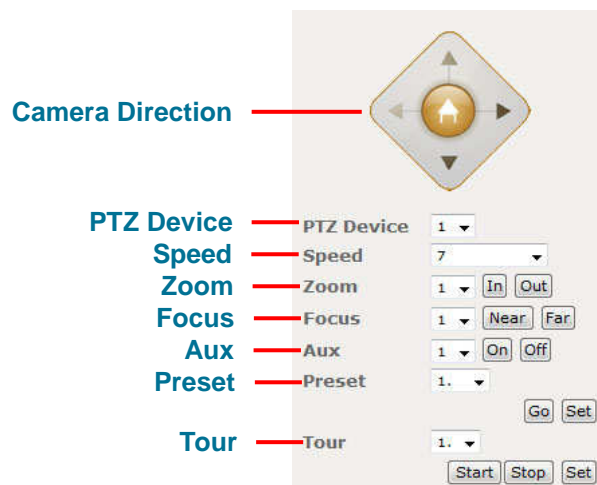 Camera Direction
PTZ Device PTZ Device 1
Speed Speed 7
Zoom Zoom 1 In Out
Focus Focus 1 Near Far
Aux Aux 1 On Off
Preset Preset 1.
Go Set
Tour Tour 1.
Start Stop Set